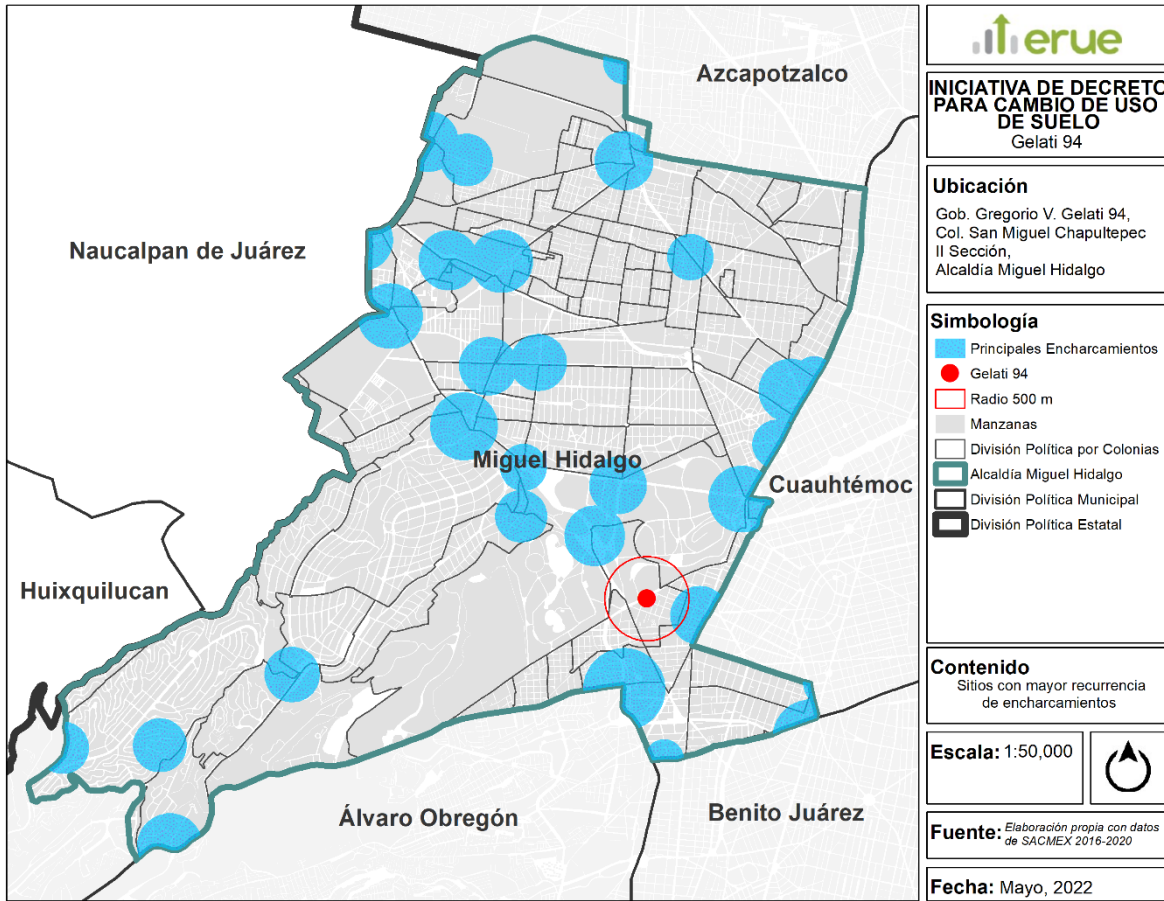 Azcapotzalco
Naucalpan de Juárez
Miguel Hidalgo
Cuauhtémoc
Huixquilucan
Álvaro Obregón
Benito Juárez
erue
INICIATIVA DE DECRETO
PARA CAMBIO DE USO
DE SUELO
Gelati 94
Ubicación
Gob. Gregorio V. Gelati 94,
Col. San Miguel Chapultepec
II Sección,
Alcaldía Miguel Hidalgo
Simbología
Principales Encharcamientos
Gelati 94
Radio 500 m
Manzanas
División Política por Colonias
Alcaldía Miguel Hidalgo
División Política Municipal
División Política Estatal
Contenido
Sitios con mayor recurrencia
de encharcamientos
Escala: 1:50,000
Fuente: Elaboración propia con datos
de SACMEX 2016-2020
Fecha: Mayo, 2022